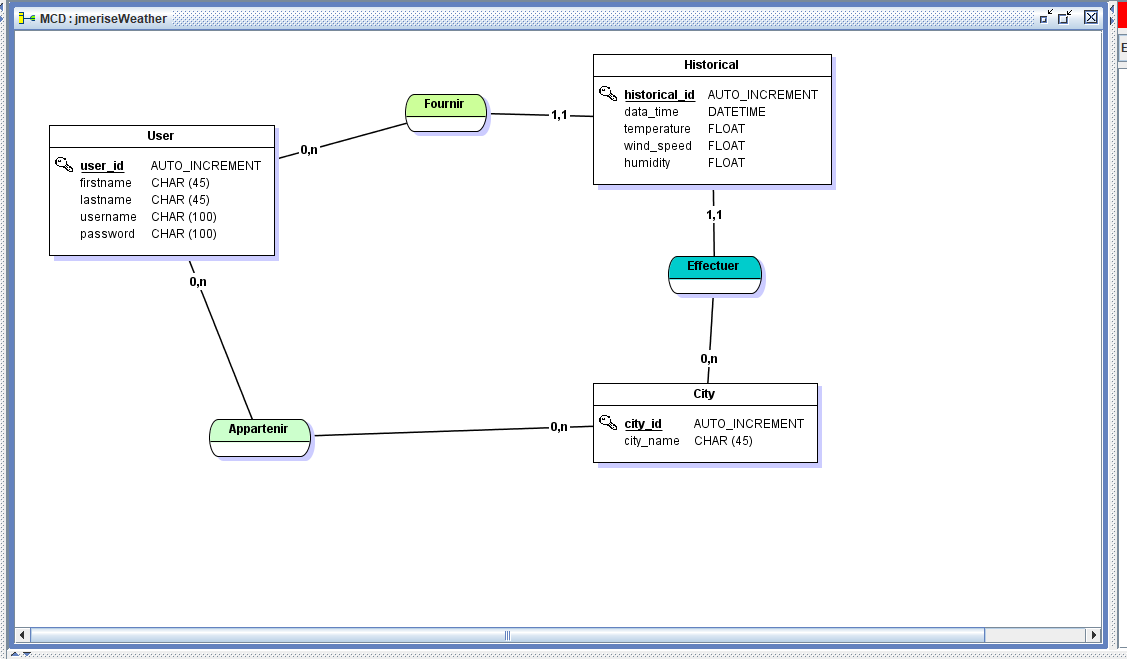 MCD : jmeriseWeather
Historical
historical_id AUTO_INCREMENT
data_time DATETIME
temperature FLOAT
wind_speed FLOAT
humidity FLOAT
Fournir
1,1
0,n
User
user_id AUTO_INCREMENT
firstname CHAR (45)
lastname CHAR (45)
username CHAR (100)
password CHAR (100)
1,1
Effectuer
0,n
0,n
City
city_id AUTO_INCREMENT
city_name CHAR (45)
Appartenir
0,n